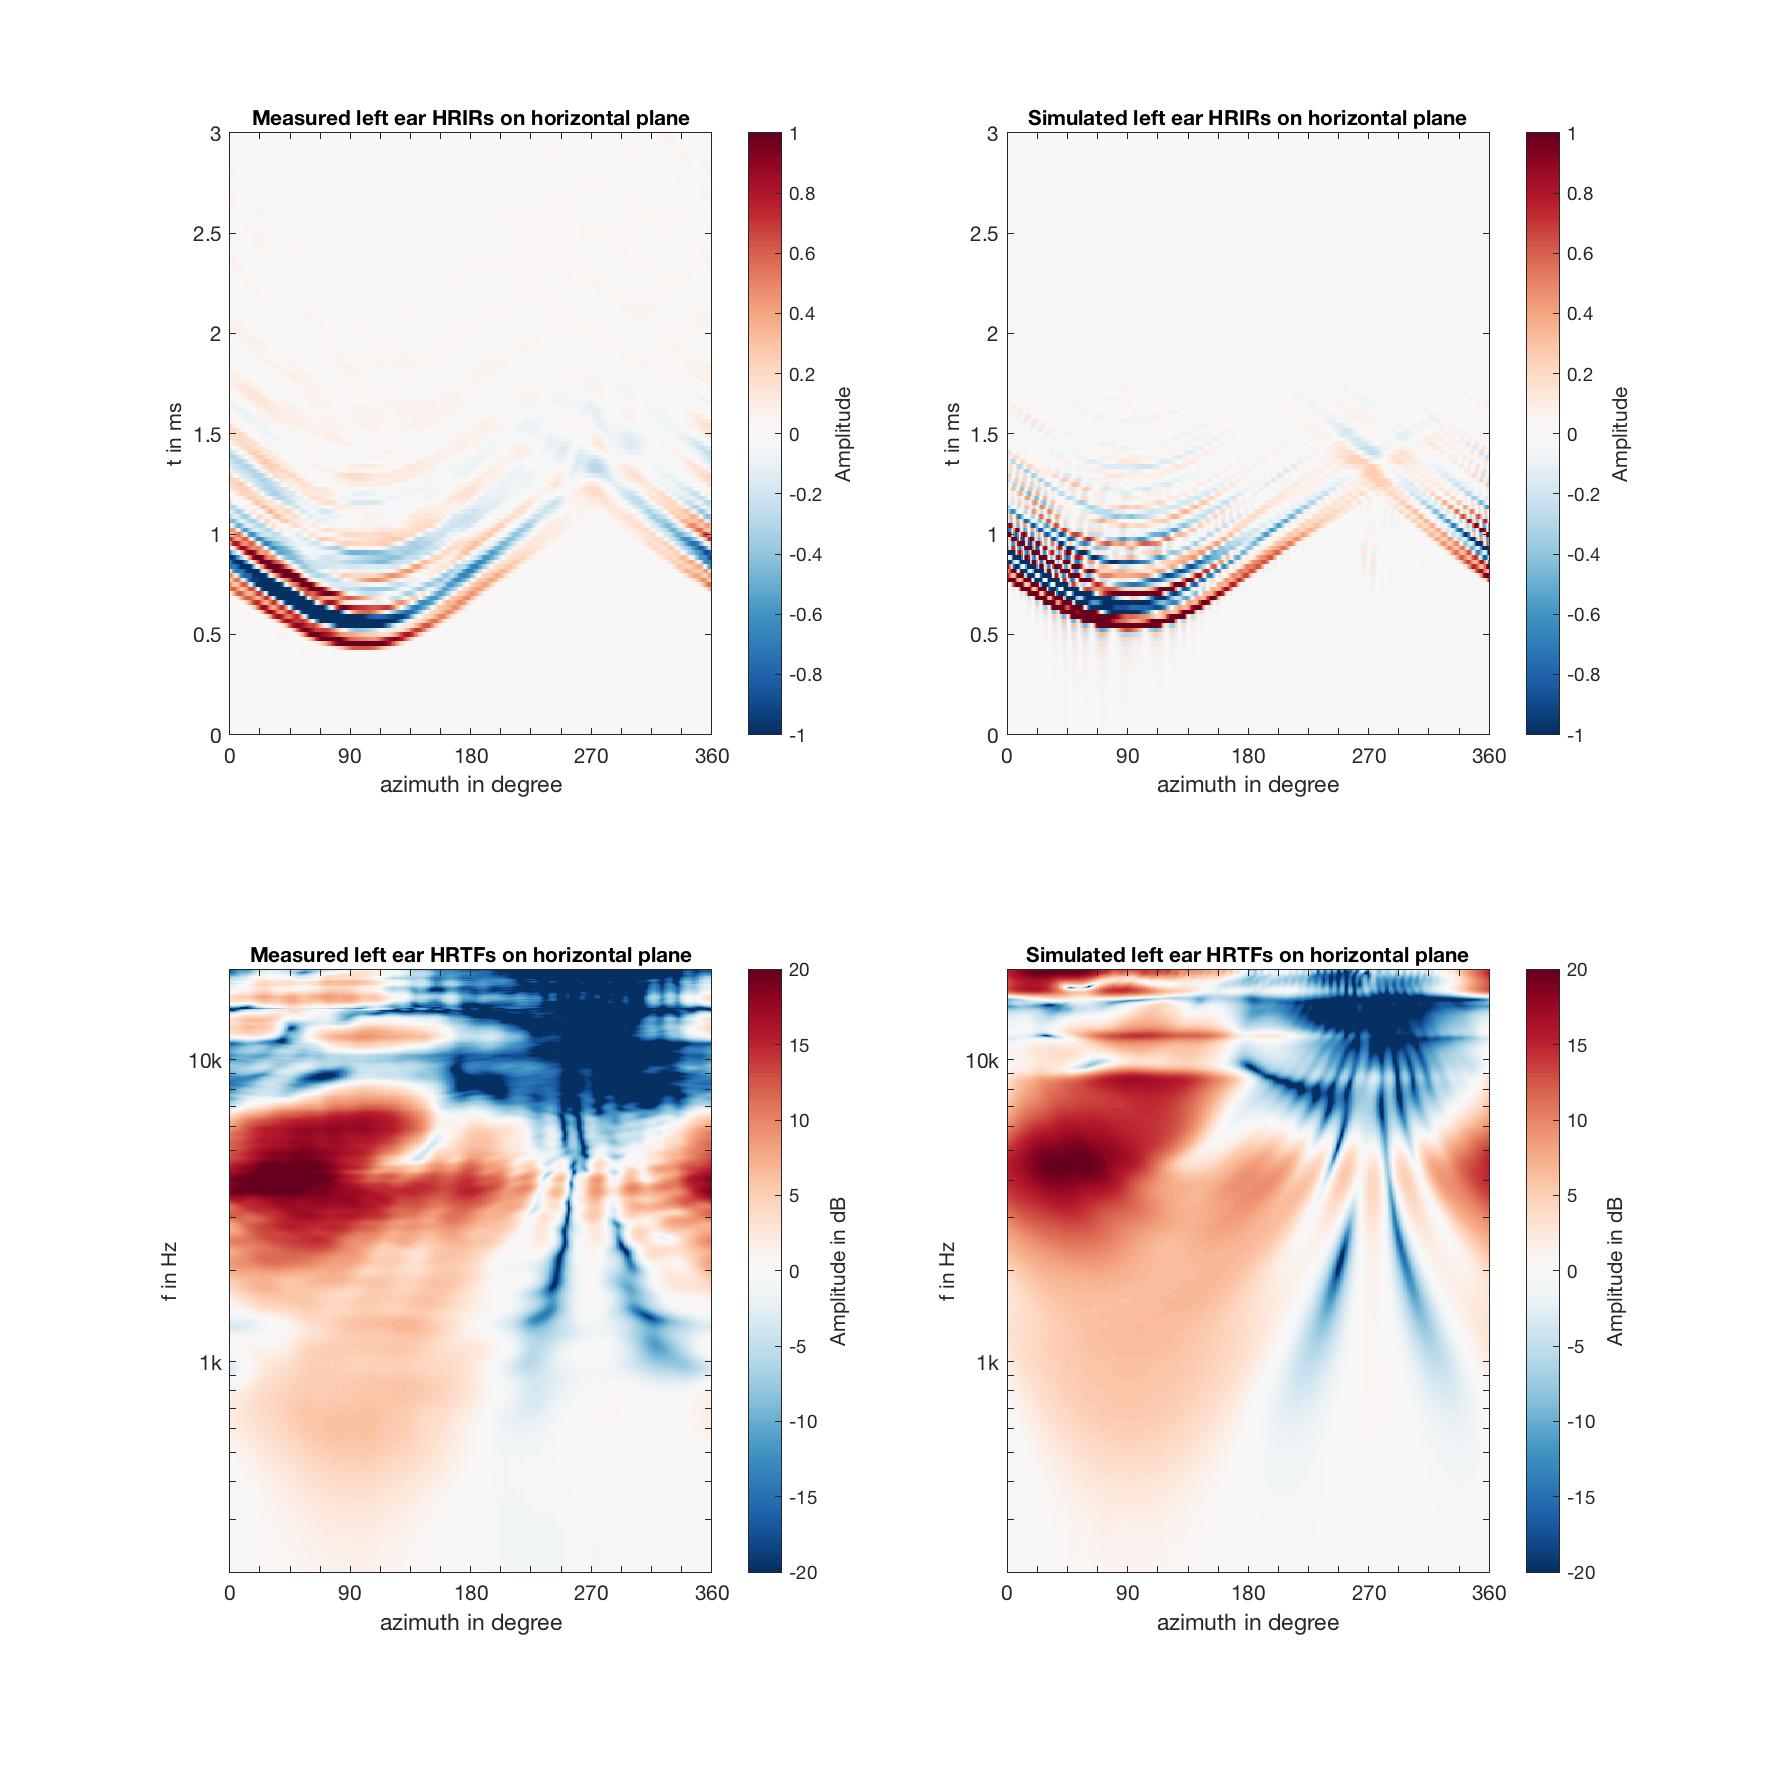 Measured left ear HRIRs on horizontal plane
3
2.5
2
1.5
1
0.5
0
t in ms
0 90 180 270 360
azimuth in degree
1
0.8
0.6
0.4
0.2
0
-0.2
-0.4
-0.6
-0.8
-1
Amplitude
Simulated left ear HRIRs on horizontal plane
3
2.5
2
1.5
1
0.5
0
t in ms
0 90 180 270 360
azimuth in degree
1
0.8
0.6
0.4
0.2
0
-0.2
-0.4
-0.6
-0.8
-1
Amplitude
Measured left ear HRTFs on horizontal plane
10k
1k
f in Hz
0 90 180 270 360
azimuth in degree
20
15
10
5
0
-5
-10
-15
-20
Amplitude in dB
Simulated left ear HRTFs on horizontal plane
10k
1k
f in Hz
0 90 180 270 360
azimuth in degree
20
15
10
5
0
-5
-10
-15
-20
Amplitude in dB